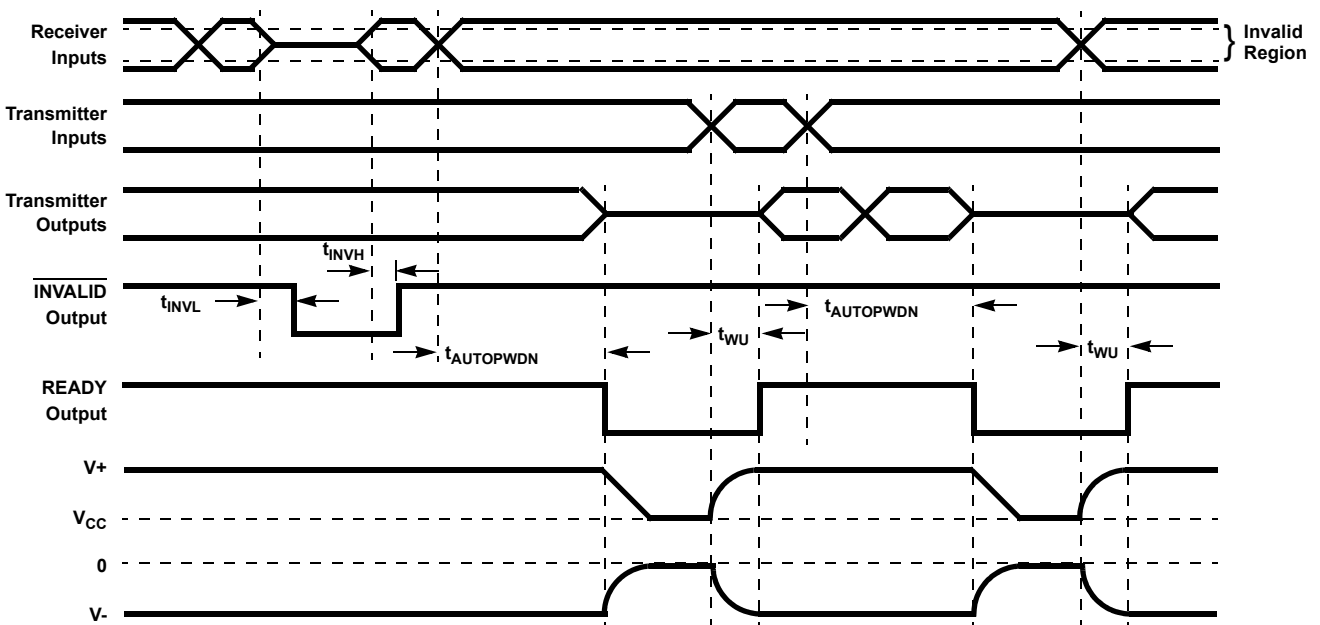 Receiver
Inputs
} Invalid
Region
Transmitter
Inputs
Transmitter
Outputs
tINVH
INVALID
Output
tINVL
tAUTOPWDN
tWU
tAUTOPWDN
tWU
READY
Output
V+
VCC
0
V-